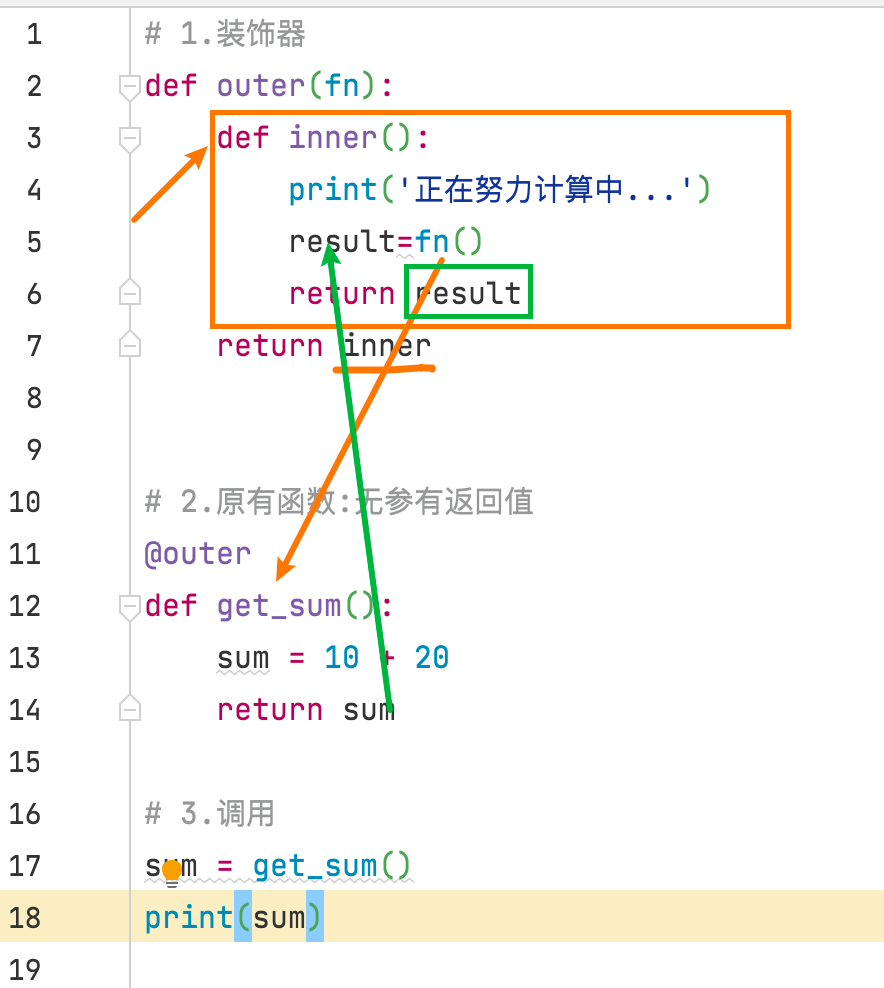 1 # 1.装饰器
2 def outer(fn):
3     def inner():
4         print('正在努力计算中...')
5         result=fn()
6         return result
7     return inner
8
9
10 # 2.原有函数:无参有返回值
11 @outer
12 def get_sum():
13     sum = 10 + 20
14     return sum
15
16 # 3.调用
17 sum = get_sum()
18 print(sum)
19